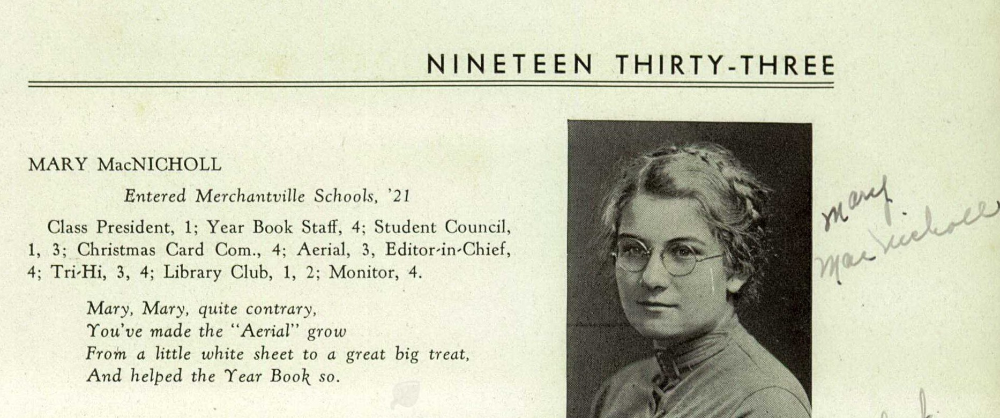 NINETEEN THIRTY-THREE
MARY MacNICHOLL
Entered Merchantville Schools, '21
Class President, 1; Year Book Staff, 4; Student Council,
1, 3; Christmas Card Com., 4; Aerial, 3, Editor-in-Chief,
4; Tri-Hi, 3, 4; Library Club, 1, 2; Monitor, 4.
Mary, Mary, quite contrary,
You've made the "Aerial" grow
From a little white sheet to a great big treat,
And helped the Year Book so.
Mary
MacNicholl